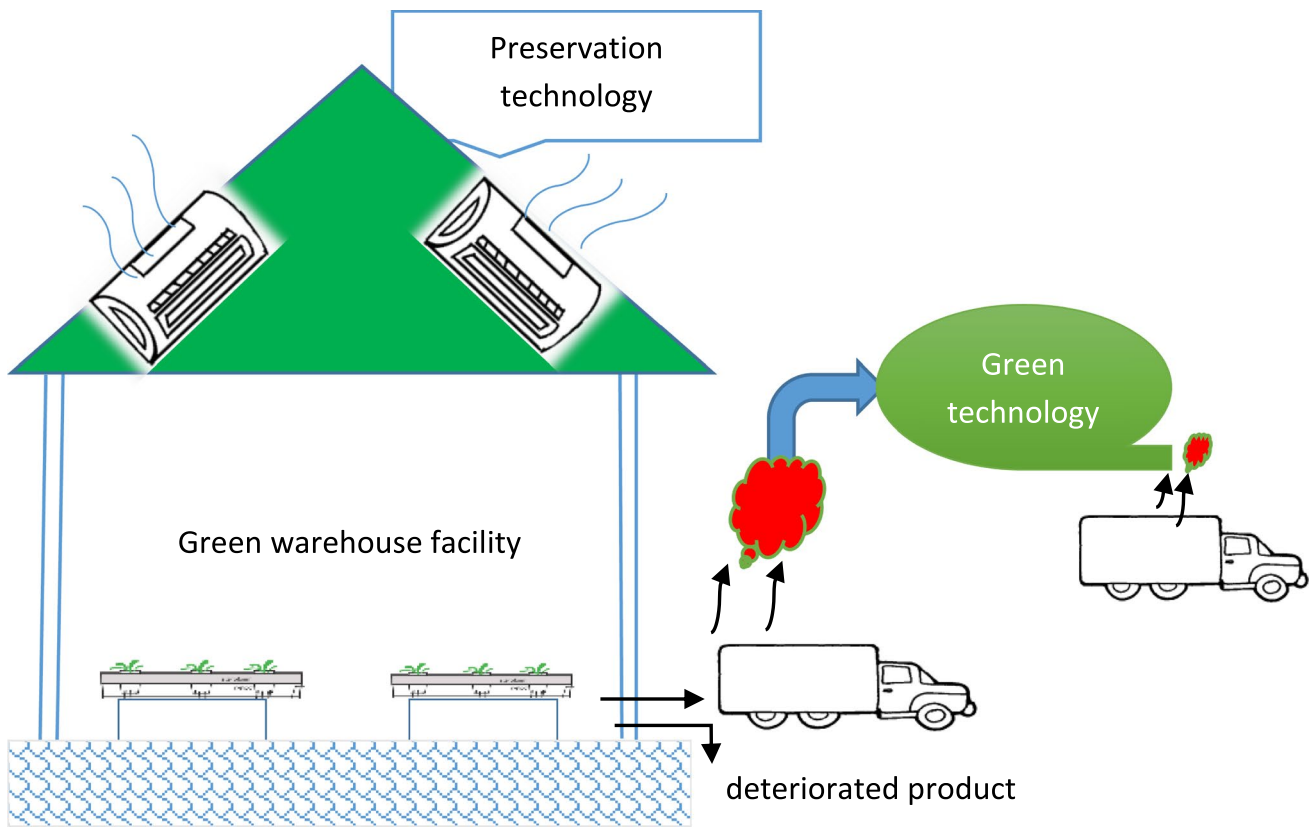 Preservation
technology
Green
technology
Green warehouse facility
deteriorated product